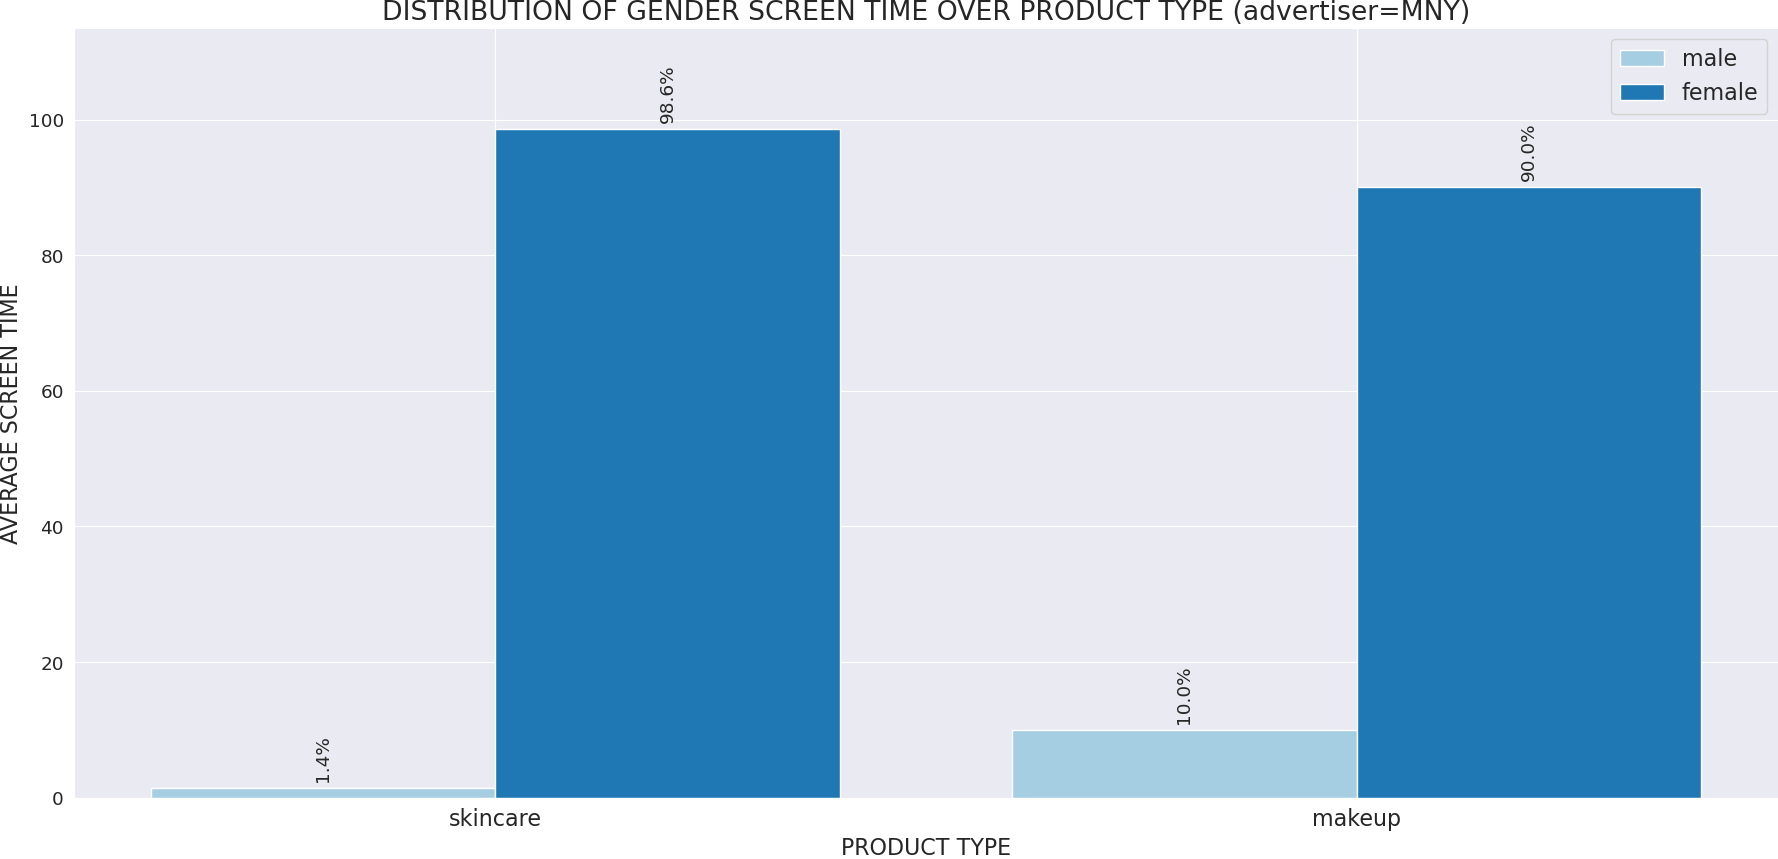 DISTRIBUTION OF GENDER SCREEN TIME OVER PRODUCT TYPE (advertiser=MNY)
male
female
AVERAGE SCREEN TIME
100
80
60
40
20
0
1.4%
98.6%
10.0%
90.0%
skincare
makeup
PRODUCT TYPE